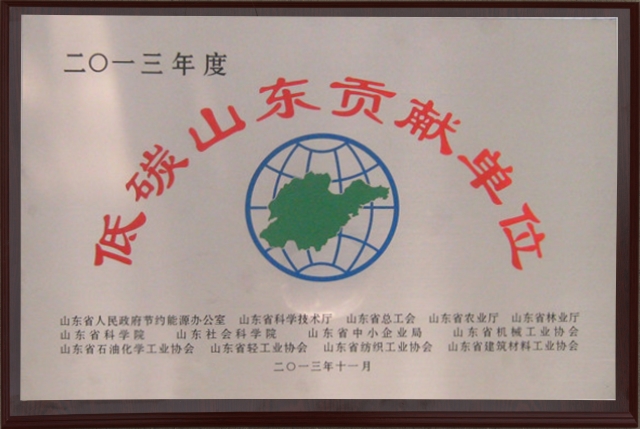 二〇一三年度
低碳山东贡献单位
山东省人民政府节约能源办公室 山东省科学技术厅 山东省总工会 山东省农业厅 山东省林业厅
山东省科学院 山东社会科学院 山东省中小企业局 山东省机械工业协会
山东省石油化学工业协会 山东省轻工业协会 山东省纺织工业协会 山东省建筑材料工业协会
二〇一三年十一月